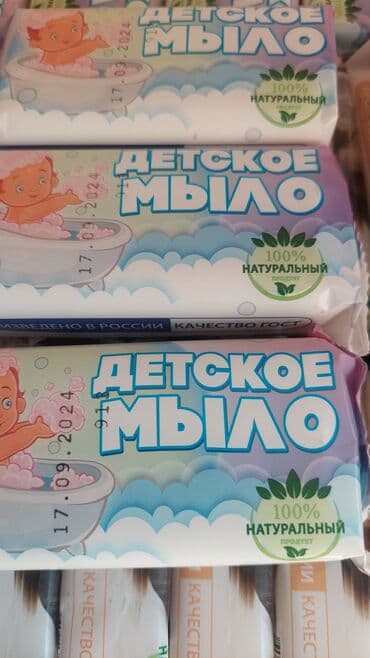 ДЕТСКОЕ
МЫЛО
17.09.2024
100%
НАТУРАЛЬНЫЙ
ПРОДУКТ
ДЕТСКОЕ
МЫЛО
17.09.2024
100%
НАТУРАЛЬНЫЙ
ПРОДУКТ
В РОССИИ
КАЧЕСТВО ГОСТ
ДЕТСКОЕ
МЫЛО
17.09.2024
100%
НАТУРАЛЬНЫЙ
ПРОДУКТ
КАЧЕСТВО
КАЧЕСТВ